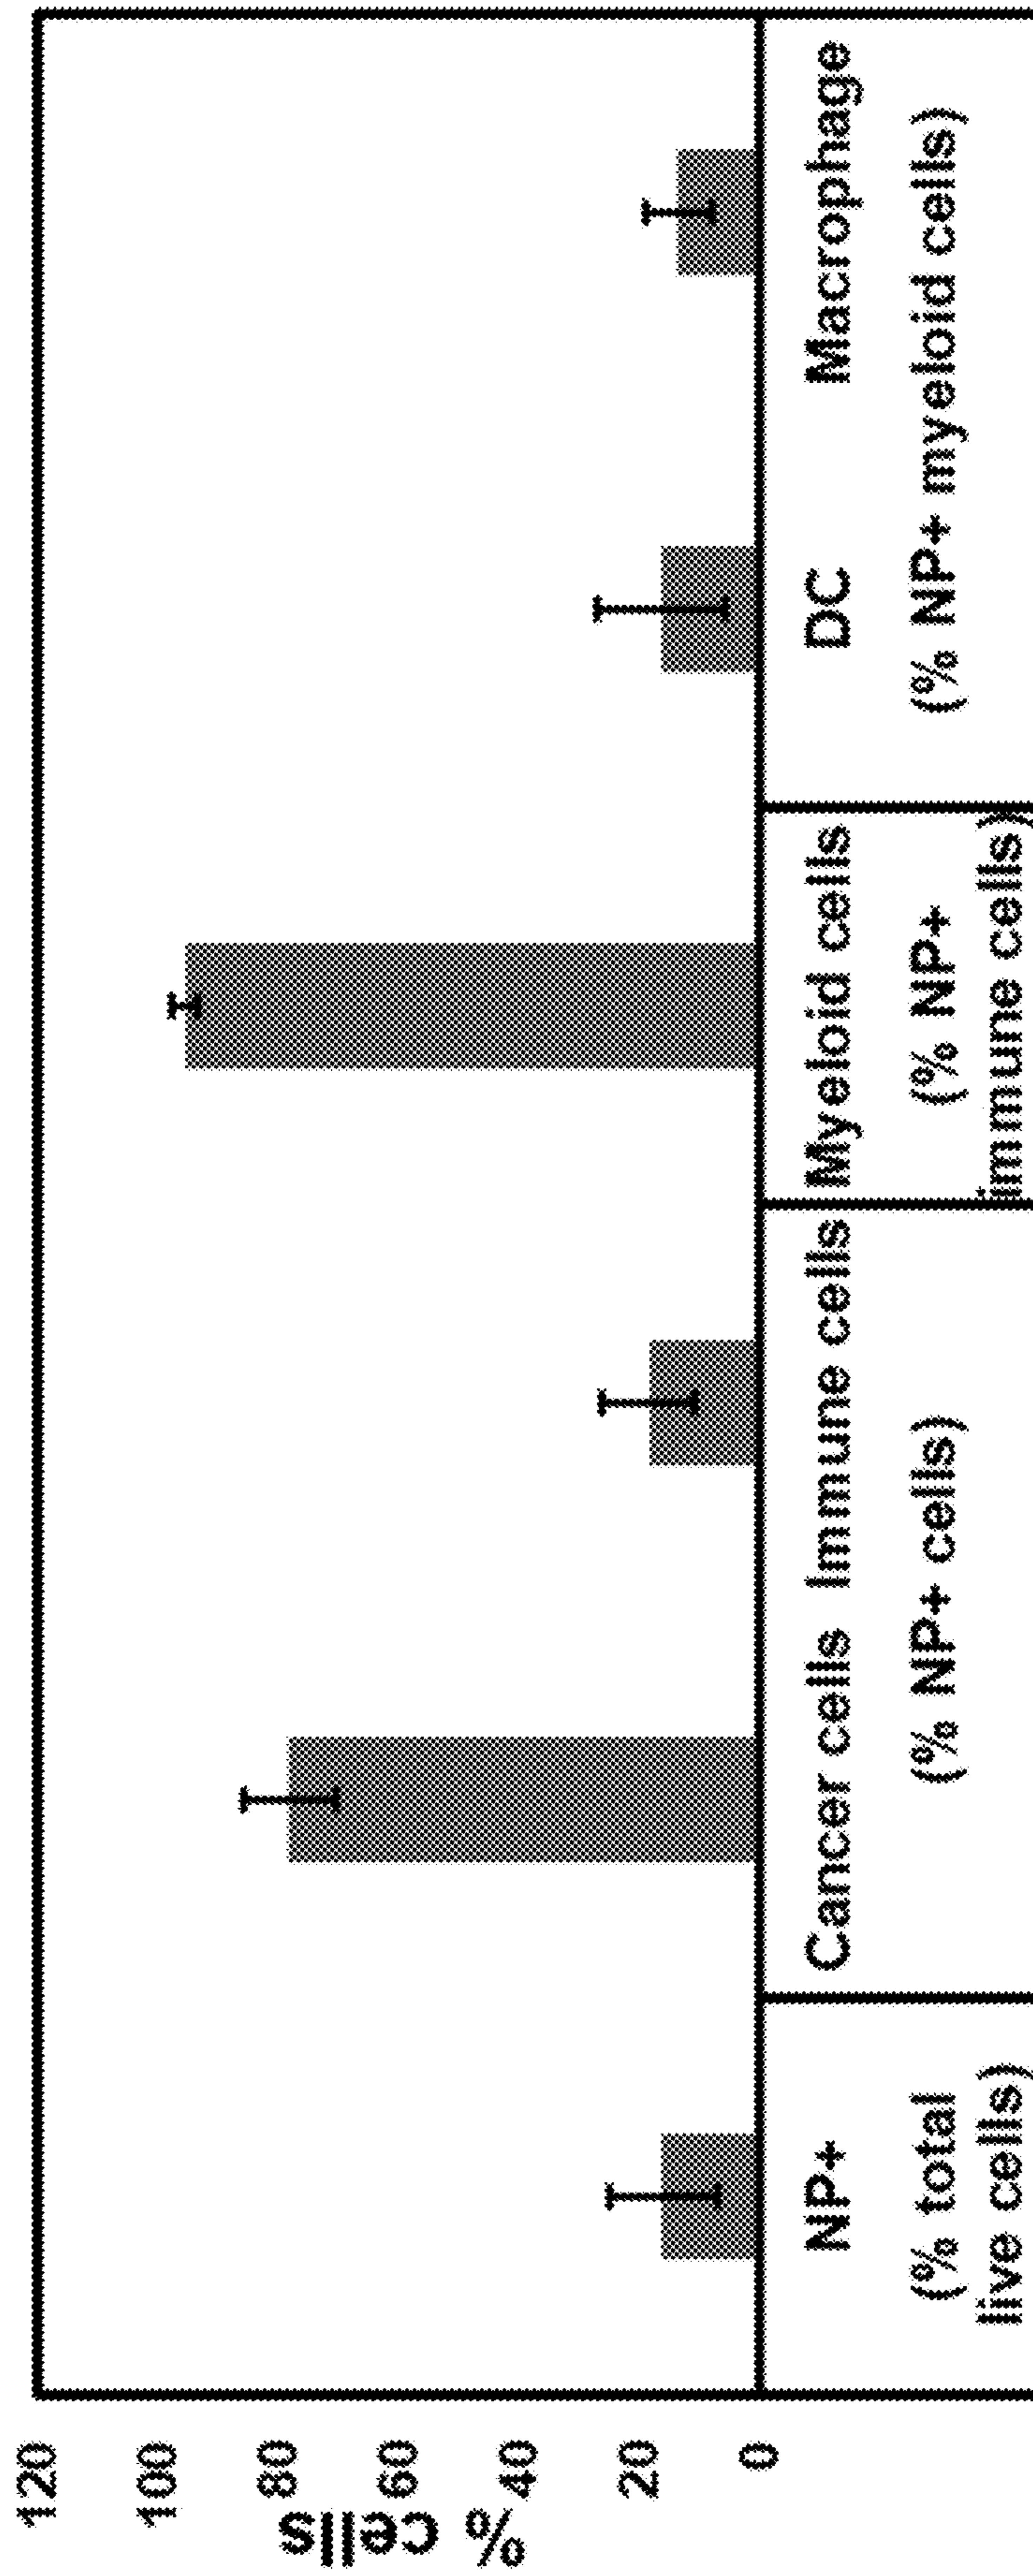 120
100
80
60
40
20
0
% cells
NP+
(% total
live cells)
Cancer cells
Immune cells
(% NP+ cells)
Myeloid cells
(% NP+
immune cells)
DC
Macrophage
(% NP+ myeloid cells)